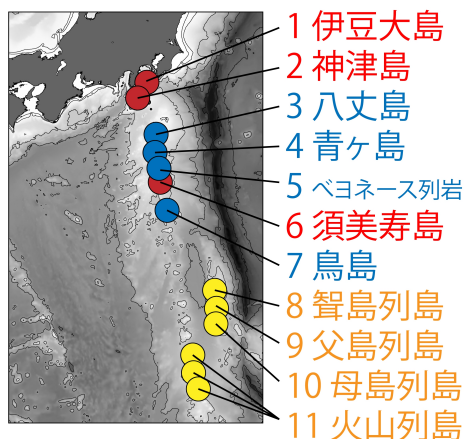 1 伊豆大島
2 神津島
3 八丈島
4 青ヶ島
5 ベヨネース列岩
6 須美寿島
7 鳥島
8 聟島列島
9 父島列島
10 母島列島
11 火山列島